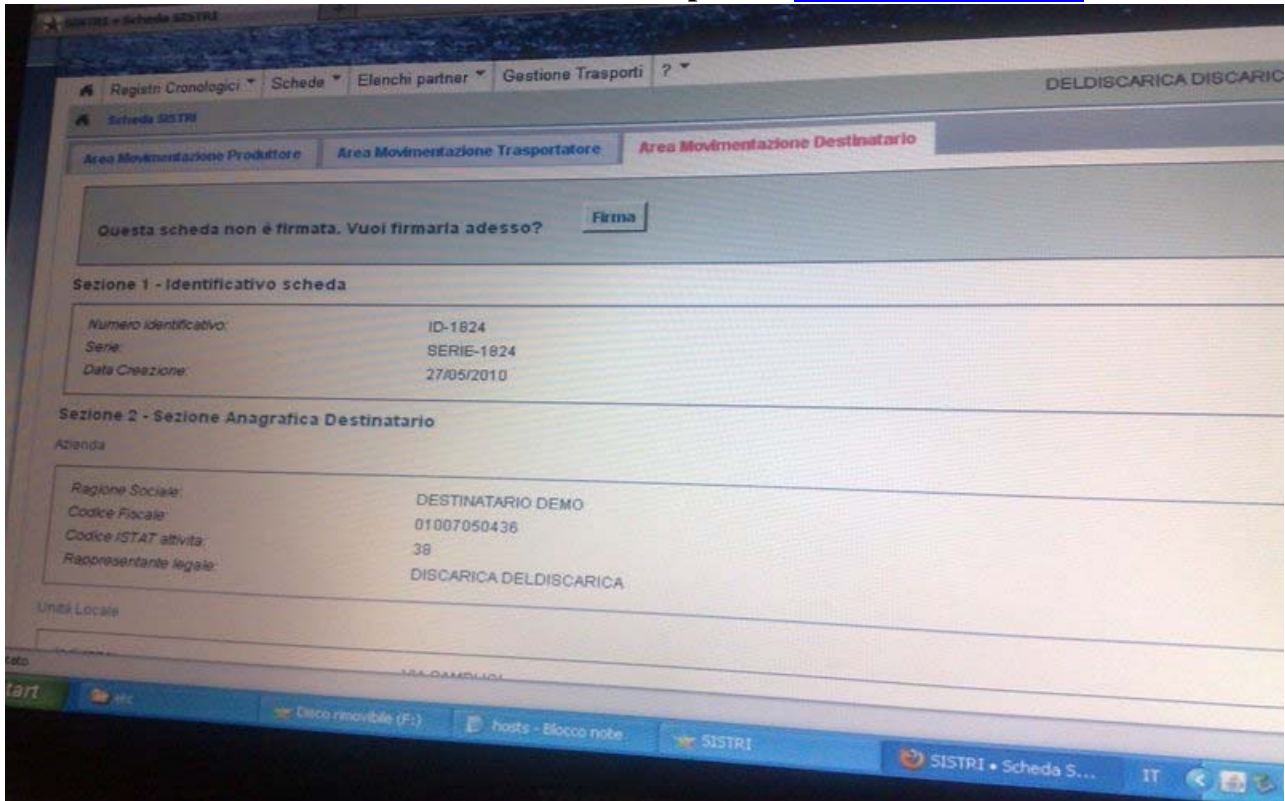 SISTRI • Scheda SISTRI
Registri Cronologici Schede Elenchi partner Gestione Trasporti ?
DELDISCARICA DISCARIC
Scheda SISTRI
Area Movimentazione Produttore Area Movimentazione Trasportatore Area Movimentazione Destinatario
Questa scheda non é firmata. Vuoi firmarla adesso? Firma
Sezione 1 - Identificativo scheda
Numero identificativo: ID-1824
Serie: SERIE-1824
Data Creazione: 27/05/2010
Sezione 2 - Sezione Anagrafica Destinatario
Azienda
Ragione Sociale: DESTINATARIO DEMO
Codice Fiscale: 01007050436
Codice ISTAT attivita: 38
Rappresentante legale: DISCARICA DELDISCARICA
Unità Locale
tart etc Disco rimovibile (F:) hosts - Blocco note SISTRI SISTRI • Scheda S... IT